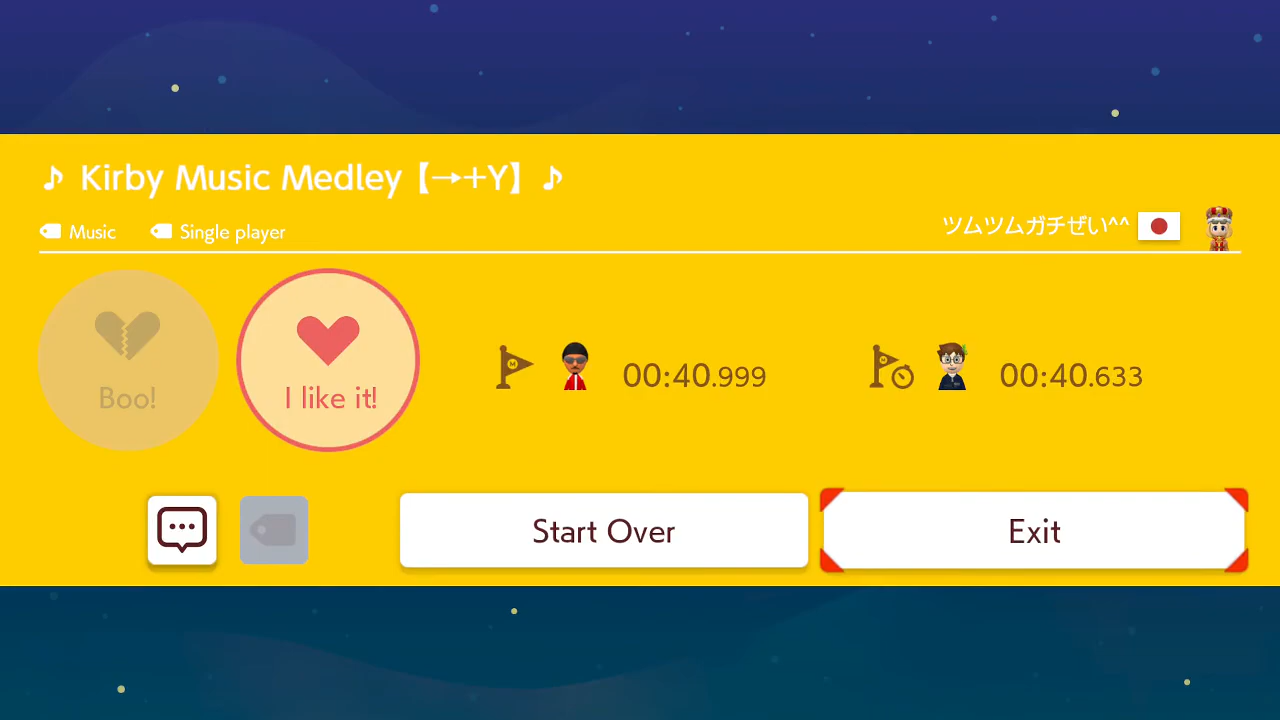 ♪ Kirby Music Medley【→+Y】♪
Music Single player
ツムツムガチぜい^^
M 00:40.999 M 00:40.633
Boo! I like it!
Start Over Exit